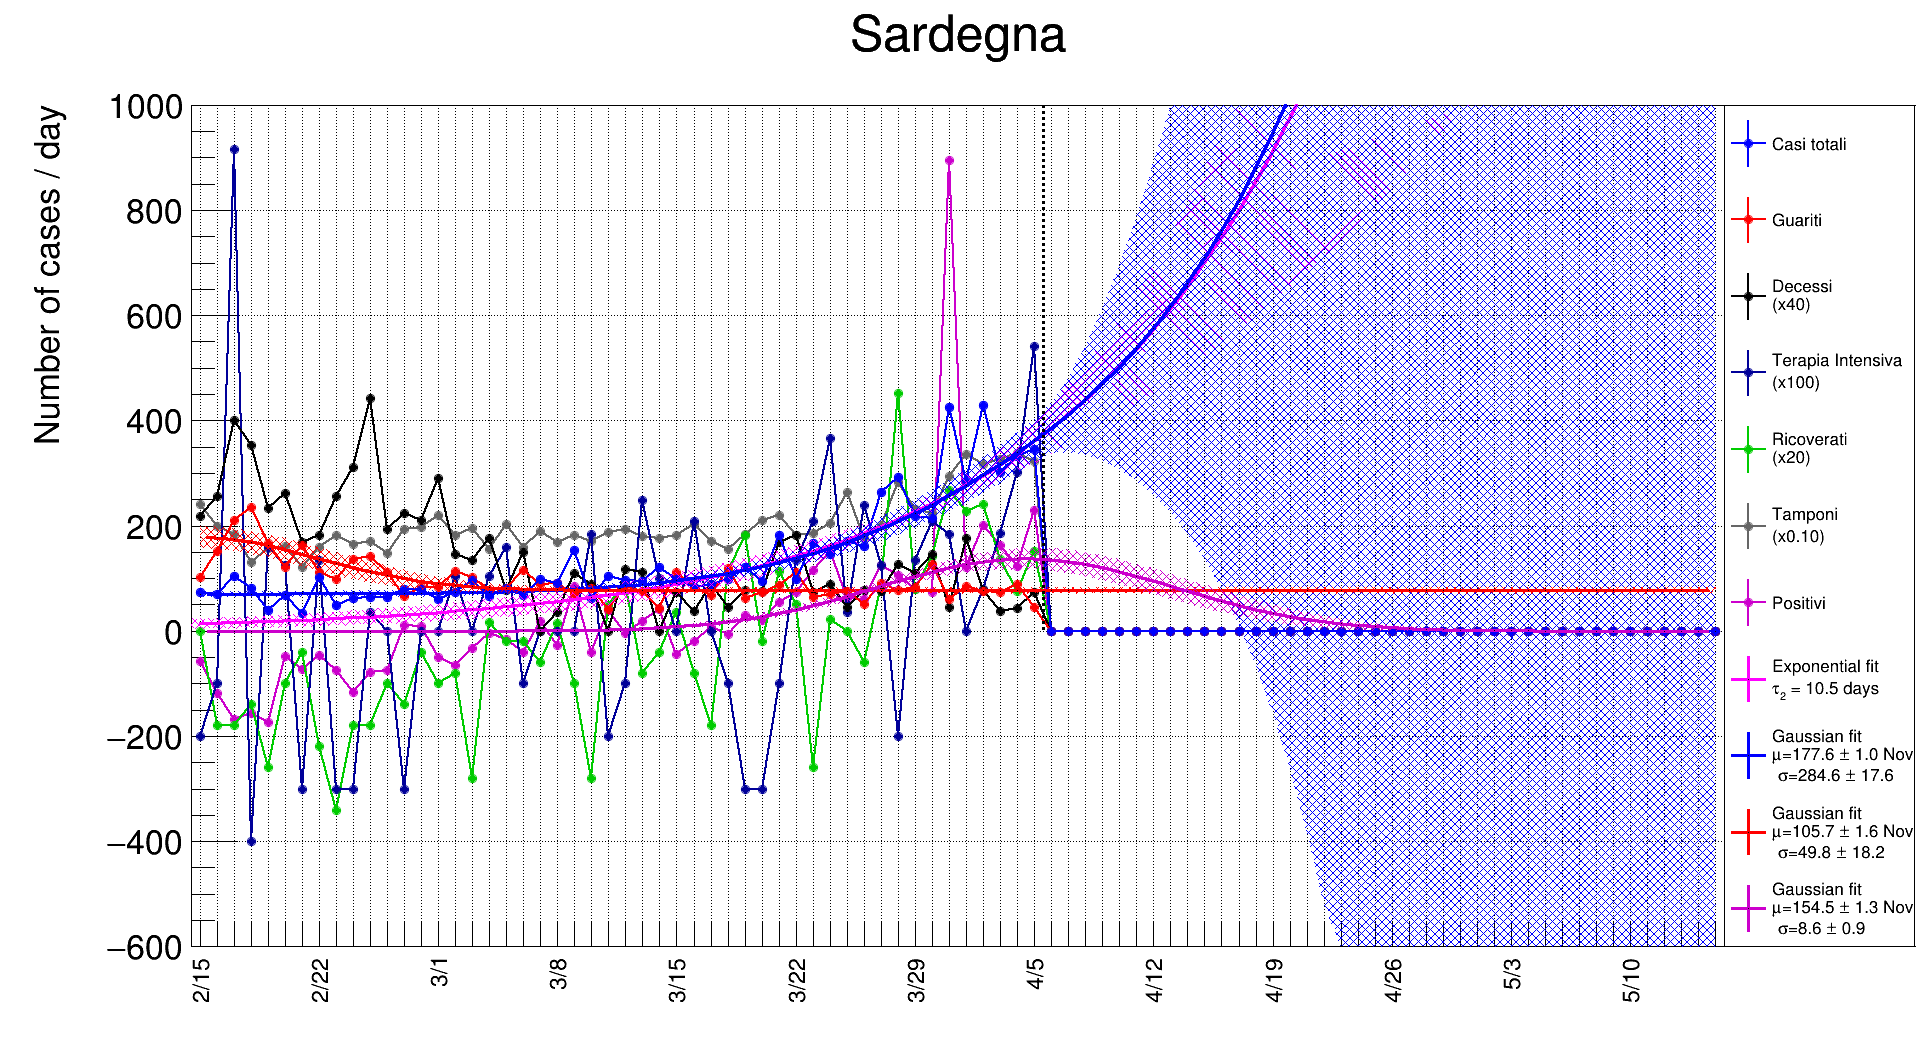 Sardegna
Number of cases / day
1000
800
600
400
200
0
−200
−400
−600
2/15
2/22
3/1
3/8
3/15
3/22
3/29
4/5
4/12
4/19
4/26
5/3
5/10
Casi totali
Guariti
Decessi
(x40)
Terapia Intensiva
(x100)
Ricoverati
(x20)
Tamponi
(x0.10)
Positivi
Exponential fit
τ2 = 10.5 days
Gaussian fit
μ=177.6 ± 1.0 Nov
σ=284.6 ± 17.6
Gaussian fit
μ=105.7 ± 1.6 Nov
σ=49.8 ± 18.2
Gaussian fit
μ=154.5 ± 1.3 Nov
σ=8.6 ± 0.9